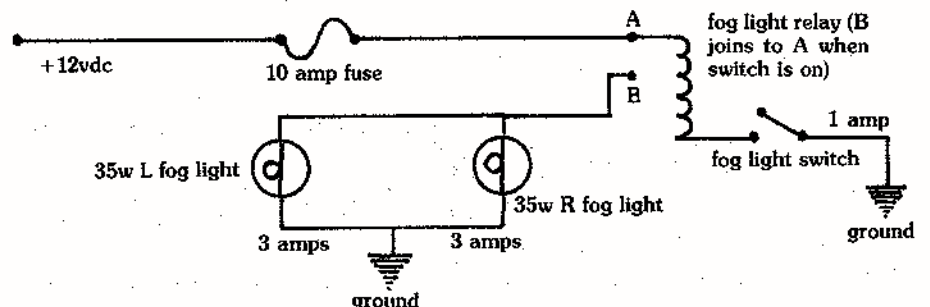 A
fog light relay (B
joins to A when
switch is on)
+12vdc
10 amp fuse
B
1 amp
35w L fog light
fog light switch
35w R fog light
ground
3 amps
3 amps
ground